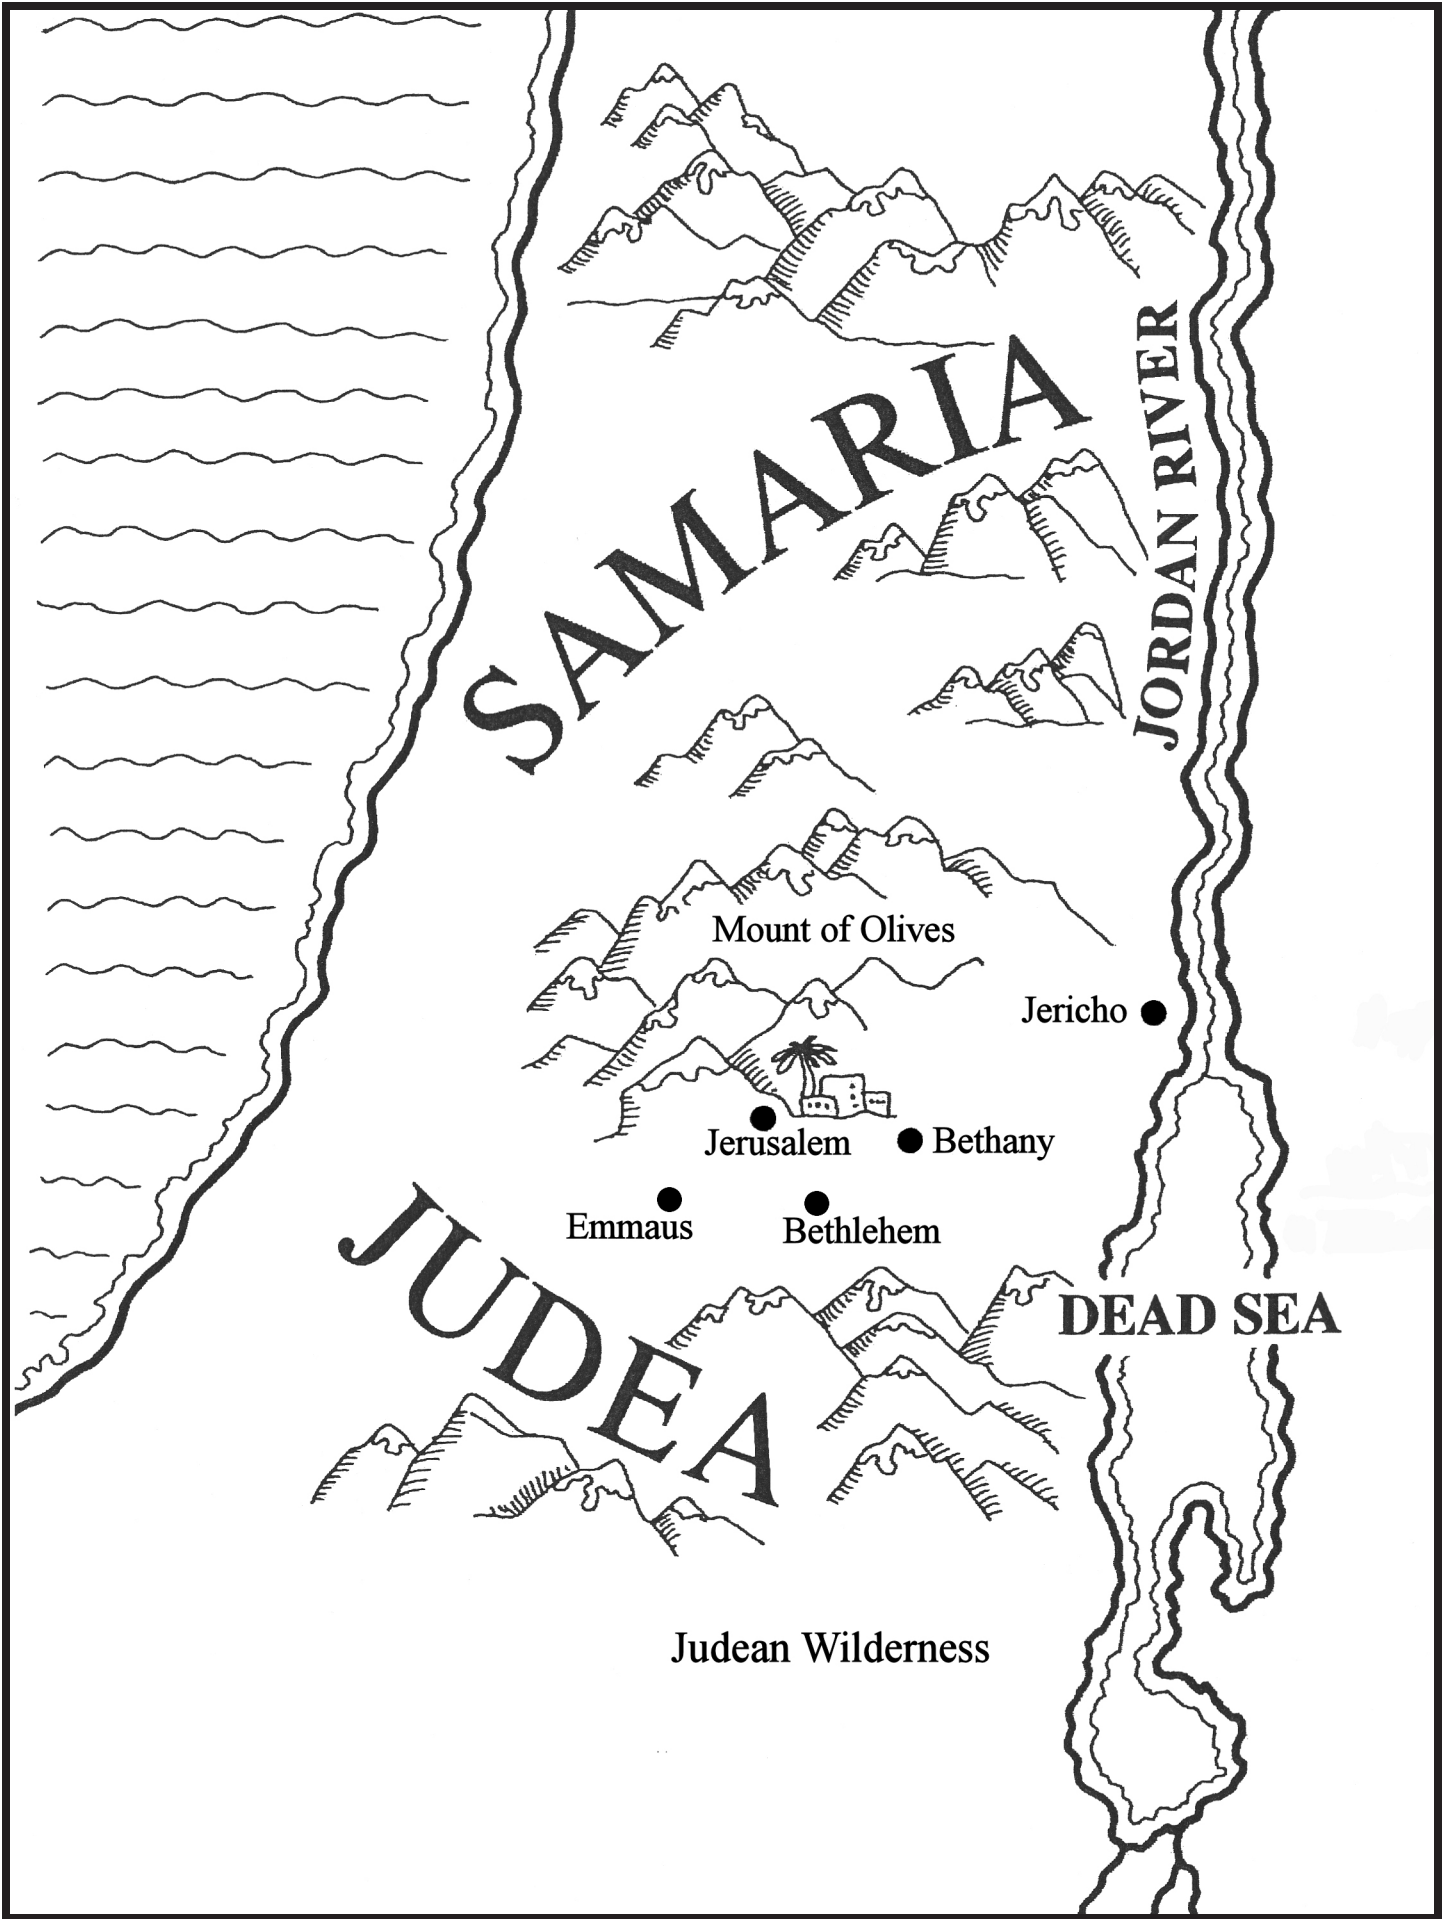 SAMARIA
JORDAN RIVER
Mount of Olives
Jericho
Jerusalem
Bethany
Emmaus
Bethlehem
JUDEA
DEAD SEA
Judean Wilderness